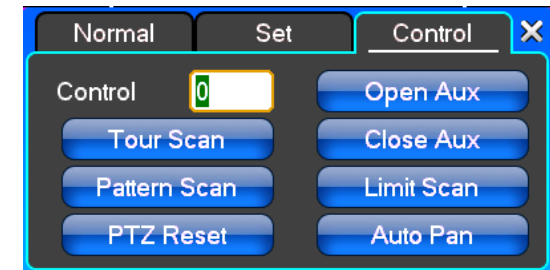 Normal Set Control X
Control 0 Open Aux
Tour Scan Close Aux
Pattern Scan Limit Scan
PTZ Reset Auto Pan